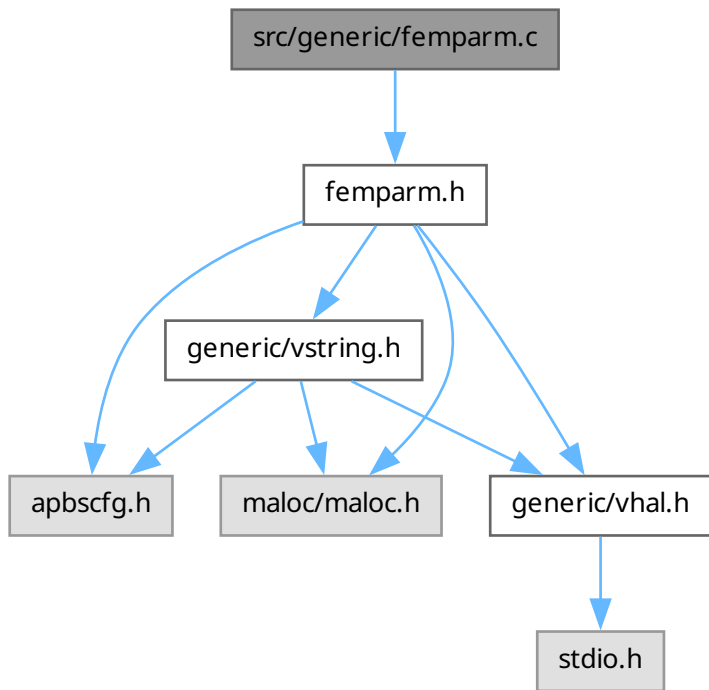 src/generic/femparm.c
femparm.h
generic/vstring.h
apbscfg.h
maloc/maloc.h
generic/vhal.h
stdio.h